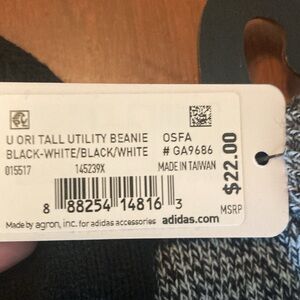 U ORI TALL UTILITY BEANIE OSFA
BLACK-WHITE/BLACK/WHITE # GA9686
015517 145239X MADE IN TAIWAN
8 88254 14816 3
$22.00
MSRP
Made by agron, inc. for adidas accessories adidas.com